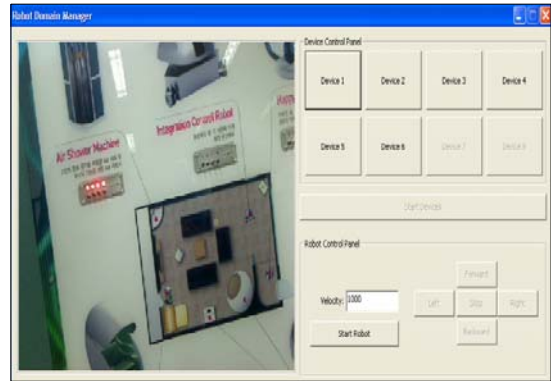 Robot Domain Manager
Air Shower Machine
Integration Control Robot
Device Control Panel
Device 1
Device 2
Device 3
Device 4
Device 5
Device 6
Device 7
Device 8
Start Devices
Robot Control Panel
Velocity:
1000
Start Robot
Forward
Left
Stop
Right
Backward